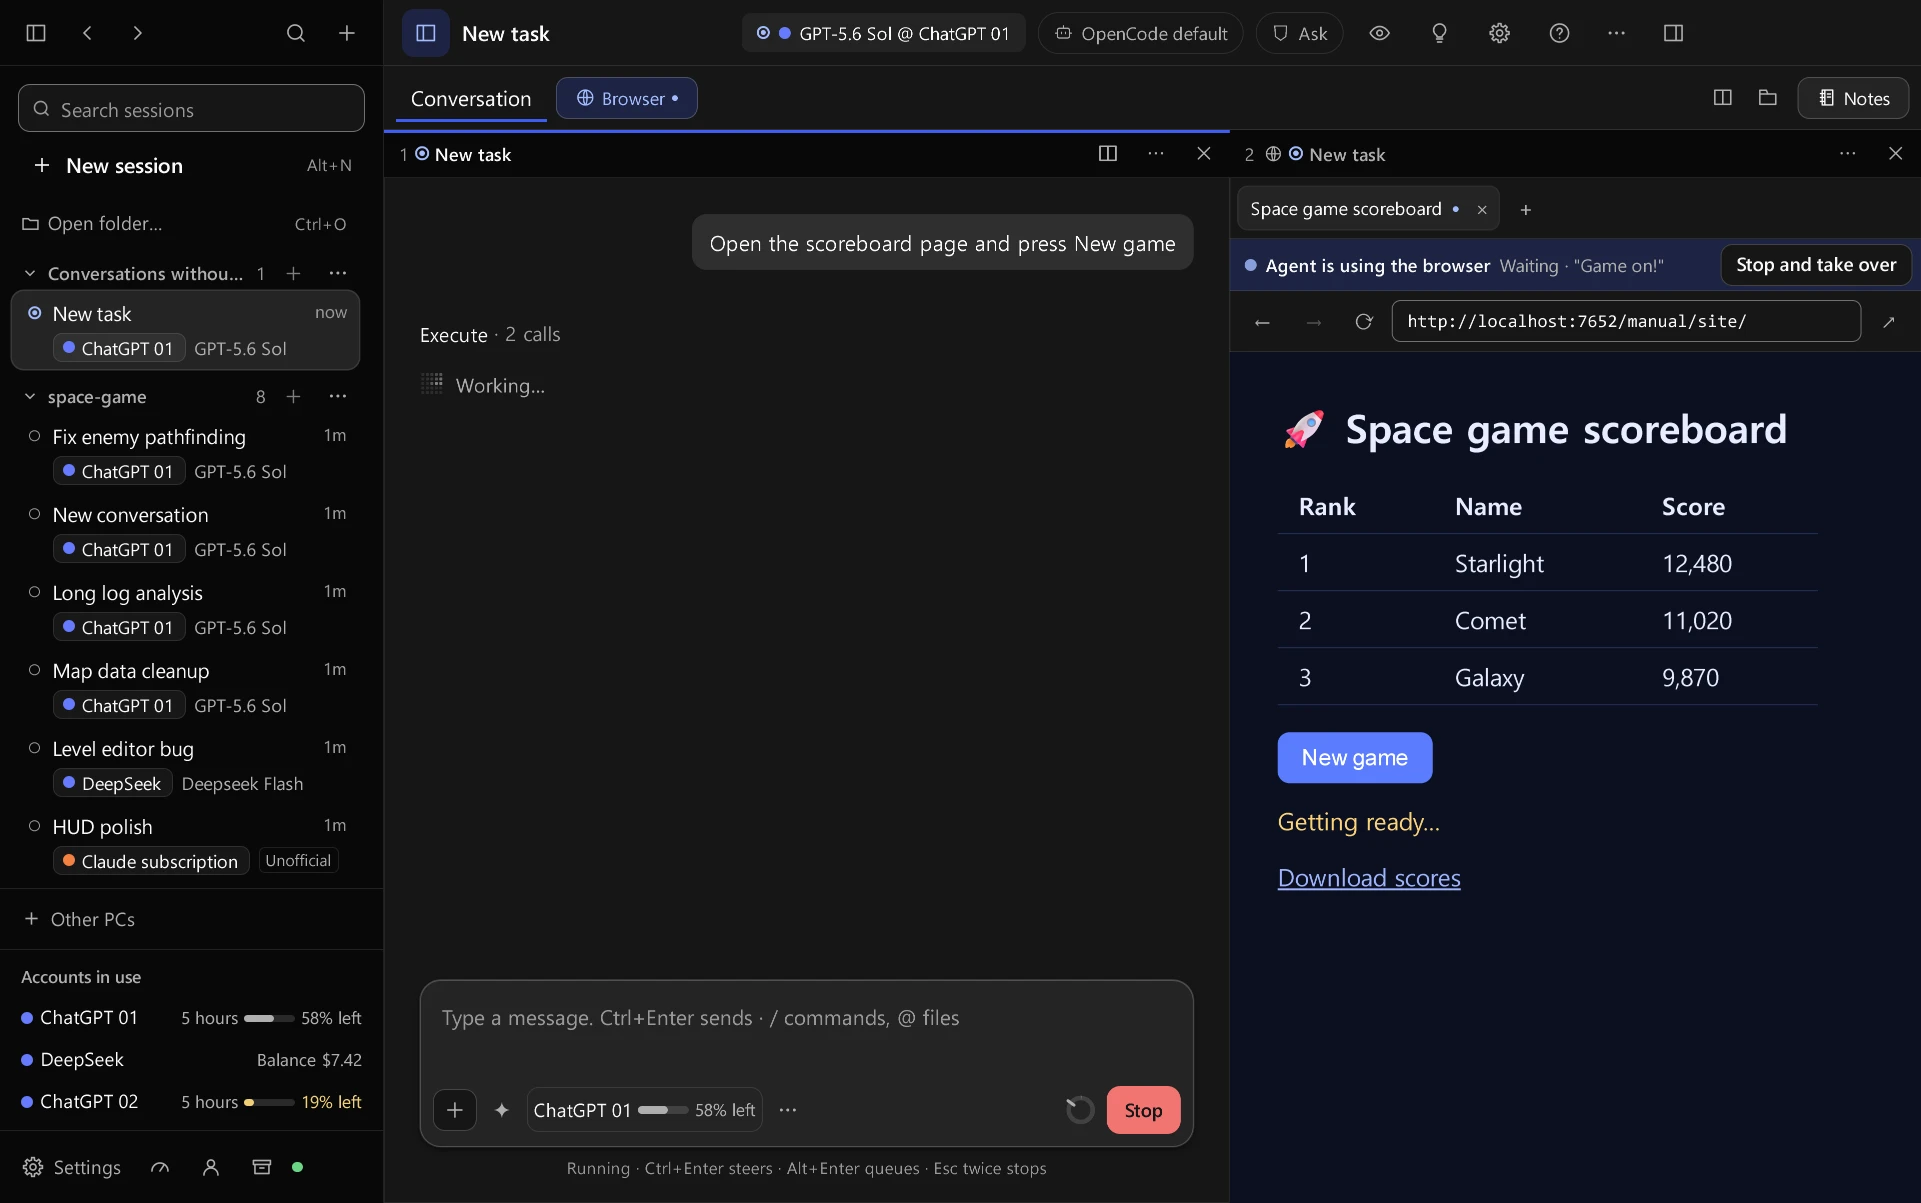 New task
GPT-5.6 Sol @ ChatGPT 01
OpenCode default
Ask
Search sessions
New session Alt+N
Open folder... Ctrl+O
Conversations withou... 1
New task now
ChatGPT 01 GPT-5.6 Sol
space-game 8
Fix enemy pathfinding 1m
ChatGPT 01 GPT-5.6 Sol
New conversation 1m
ChatGPT 01 GPT-5.6 Sol
Long log analysis 1m
ChatGPT 01 GPT-5.6 Sol
Map data cleanup 1m
ChatGPT 01 GPT-5.6 Sol
Level editor bug 1m
DeepSeek Deepseek Flash
HUD polish 1m
Claude subscription Unofficial
Other PCs
Accounts in use
ChatGPT 01 5 hours 58% left
DeepSeek Balance $7.42
ChatGPT 02 5 hours 19% left
Settings
Conversation
Browser •
Notes
1 New task
Open the scoreboard page and press New game
Execute · 2 calls
Working...
Type a message. Ctrl+Enter sends · / commands, @ files
ChatGPT 01 58% left
Stop
Running · Ctrl+Enter steers · Alt+Enter queues · Esc twice stops
2 New task
Space game scoreboard •
Agent is using the browser Waiting · "Game on!"
Stop and take over
http://localhost:7652/manual/site/
🚀 Space game scoreboard
Rank Name Score
1 Starlight 12,480
2 Comet 11,020
3 Galaxy 9,870
New game
Getting ready...
Download scores